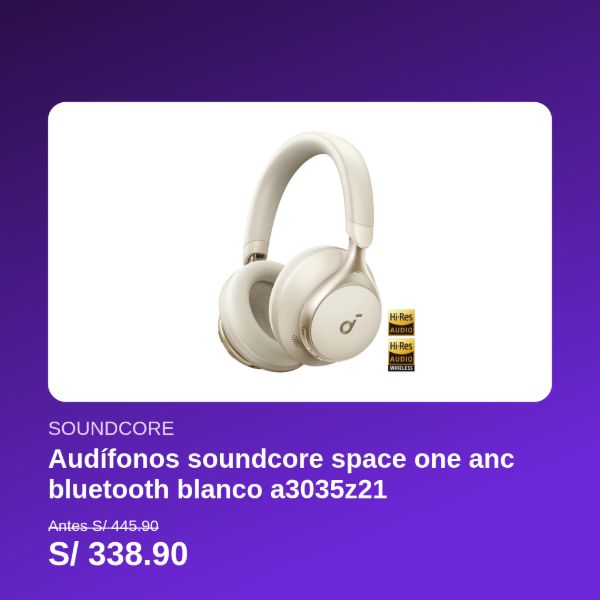 Hi-Res
AUDIO
Hi-Res
AUDIO
WIRELESS
SOUNDCORE
Audífonos soundcore space one anc
bluetooth blanco a3035z21
Antes S/ 445.90
S/ 338.90